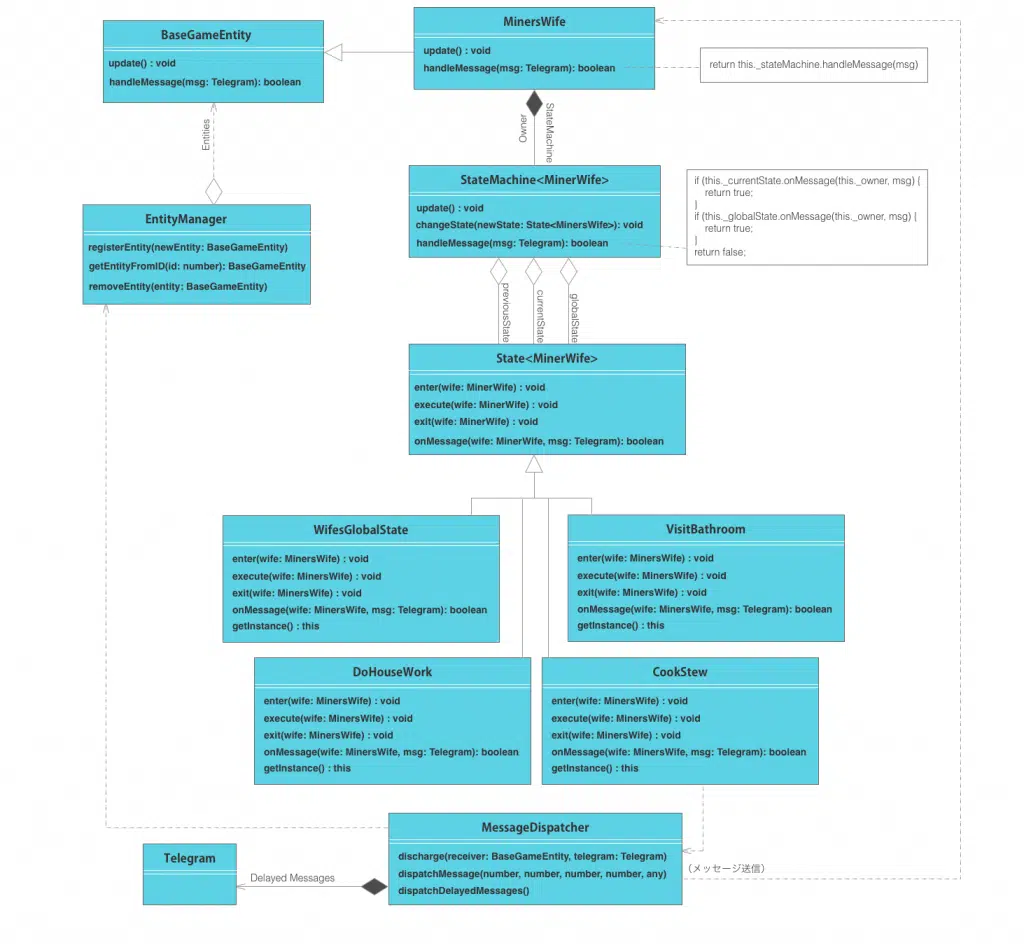 BaseGameEntity
update() : void
handleMessage(msg: Telegram): boolean
MinersWife
update() : void
handleMessage(msg: Telegram): boolean
return this._stateMachine.handleMessage(msg)
Entities
Owner
StateMachine
EntityManager
registerEntity(newEntity: BaseGameEntity)
getEntityFromID(id: number): BaseGameEntity
removeEntity(entity: BaseGameEntity)
StateMachine<MinerWife>
update() : void
changeState(newState: State<MinersWife>): void
handleMessage(msg: Telegram): boolean
if (this._currentState.onMessage(this._owner, msg) {
return true;
}
if (this._globalState.onMessage(this._owner, msg) {
return true;
}
return false;
previousState
currentState
globalState
State<MinerWife>
enter(wife: MinerWife) : void
execute(wife: MinerWife) : void
exit(wife: MinerWife) : void
onMessage(wife: MinerWife, msg: Telegram): boolean
WifesGlobalState
enter(wife: MinersWife) : void
execute(wife: MinersWife) : void
exit(wife: MinersWife) : void
onMessage(wife: MinersWife, msg: Telegram): boolean
getInstance() : this
VisitBathroom
enter(wife: MinersWife) : void
execute(wife: MinersWife) : void
exit(wife: MinersWife) : void
onMessage(wife: MinersWife, msg: Telegram): boolean
getInstance() : this
DoHouseWork
enter(wife: MinersWife) : void
execute(wife: MinersWife) : void
exit(wife: MinersWife) : void
onMessage(wife: MinersWife, msg: Telegram): boolean
getInstance() : this
CookStew
enter(wife: MinersWife) : void
execute(wife: MinersWife) : void
exit(wife: MinersWife) : void
onMessage(wife: MinersWife, msg: Telegram): boolean
getInstance() : this
MessageDispatcher
discharge(receiver: BaseGameEntity, telegram: Telegram)
dispatchMessage(number, number, number, number, any)
dispatchDelayedMessages()
（メッセージ送信）
Telegram
Delayed Messages